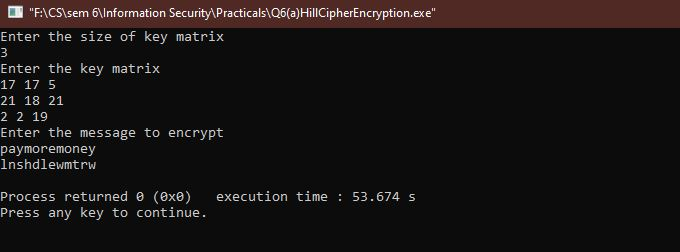 "F:\CS\sem 6\Information Security\Practicals\Q6(a)HillCipherEncryption.exe"
Enter the size of key matrix
3
Enter the key matrix
17 17 5
21 18 21
2 2 19
Enter the message to encrypt
paymoremoney
lnshdlewmtrw
Process returned 0 (0x0)   execution time : 53.674 s
Press any key to continue.